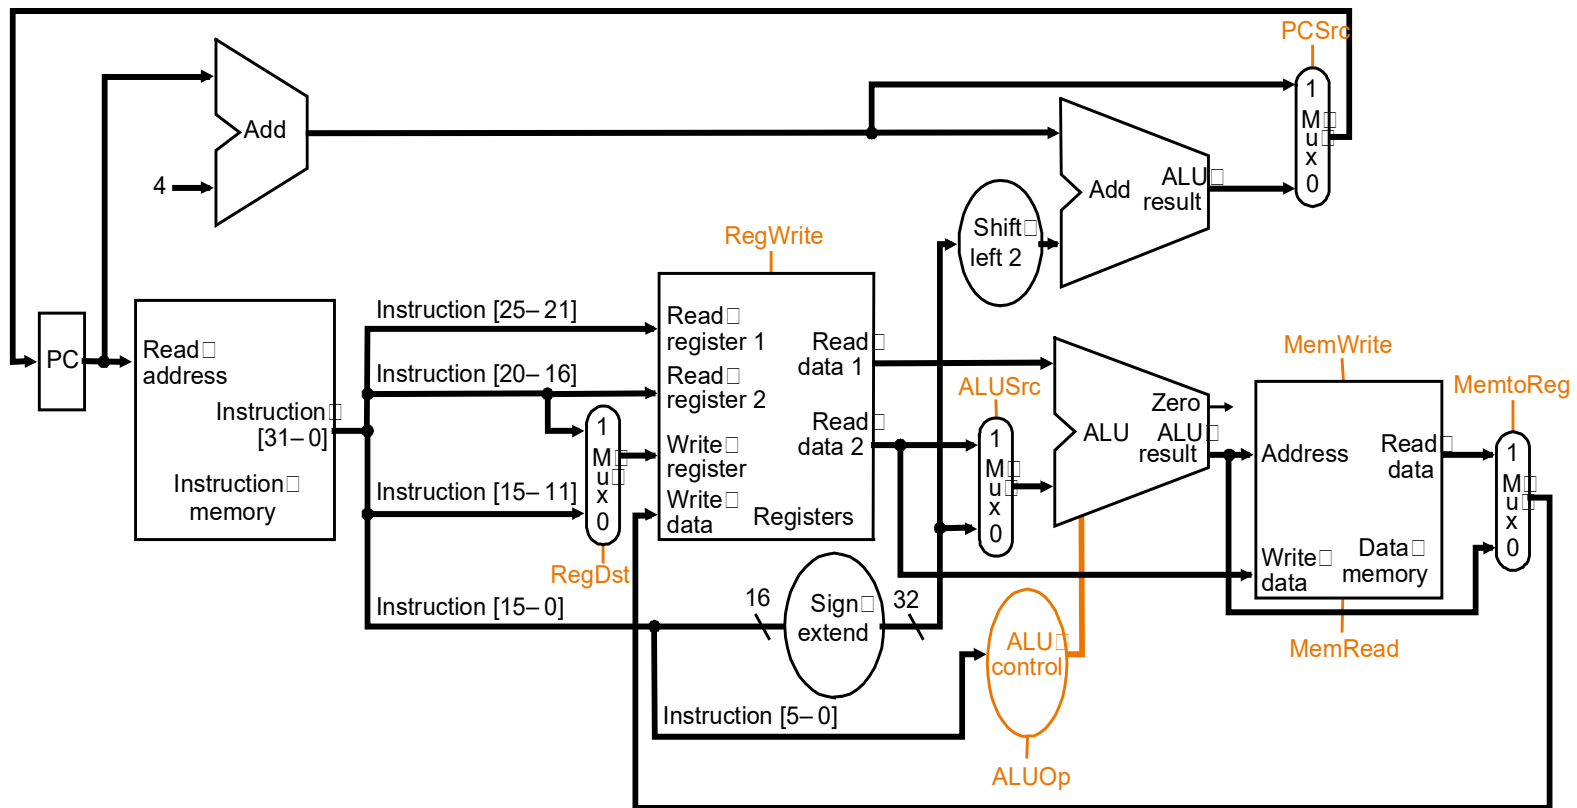 PCSrc
1
M
u
x
0
Add
4
Add
ALU
result
Shift
left 2
RegWrite
PC
Read
address
Instruction
[31–0]
Instruction
memory
Instruction [25–21]
Instruction [20–16]
Instruction [15–11]
Instruction [15–0]
1
M
u
x
0
RegDst
Read
register 1
Read
register 2
Write
register
Write
data
Registers
Read
data 1
Read
data 2
ALUSrc
1
M
u
x
0
Zero
ALU
ALU
result
MemWrite
Address
Read
data
Write
data
Data
memory
MemRead
MemtoReg
1
M
u
x
0
16
Sign
extend
32
ALU
control
Instruction [5–0]
ALUOp